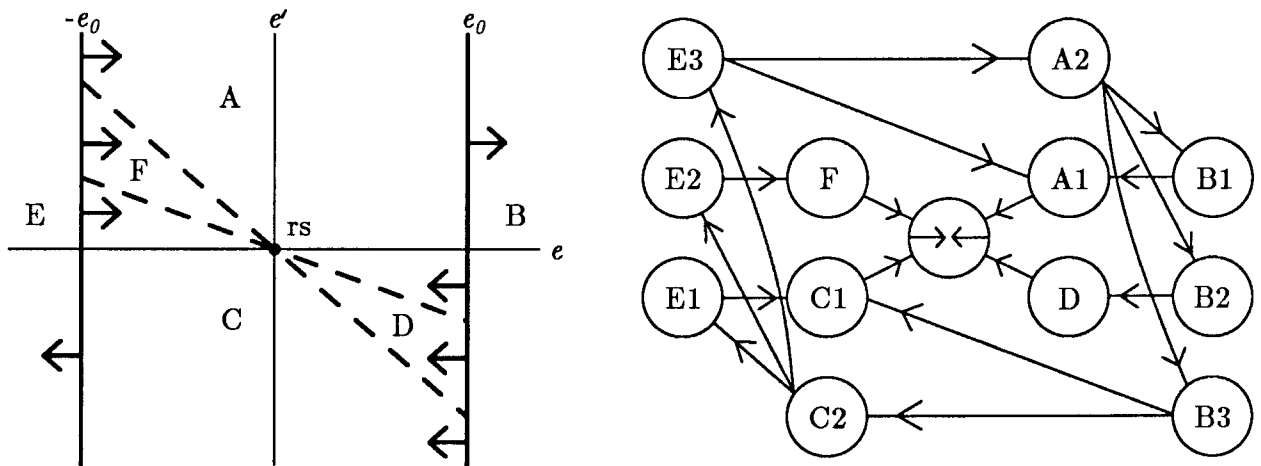 -e0 e' e0
A
F
E rs B
e
C D
E3 A2
E2 F A1 B1
E1 C1 D B2
C2 B3